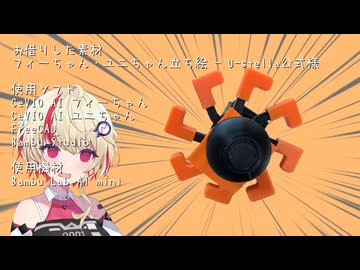 お借りした素材
フィーちゃん・ユニちゃん立ち絵 - U-stella公式様
使用ソフト
CeVIO AI フィーちゃん
CeVIO AI ユニちゃん
FreeCAD
Bambu Studio
使用機材
Bambu Lab A1 mini